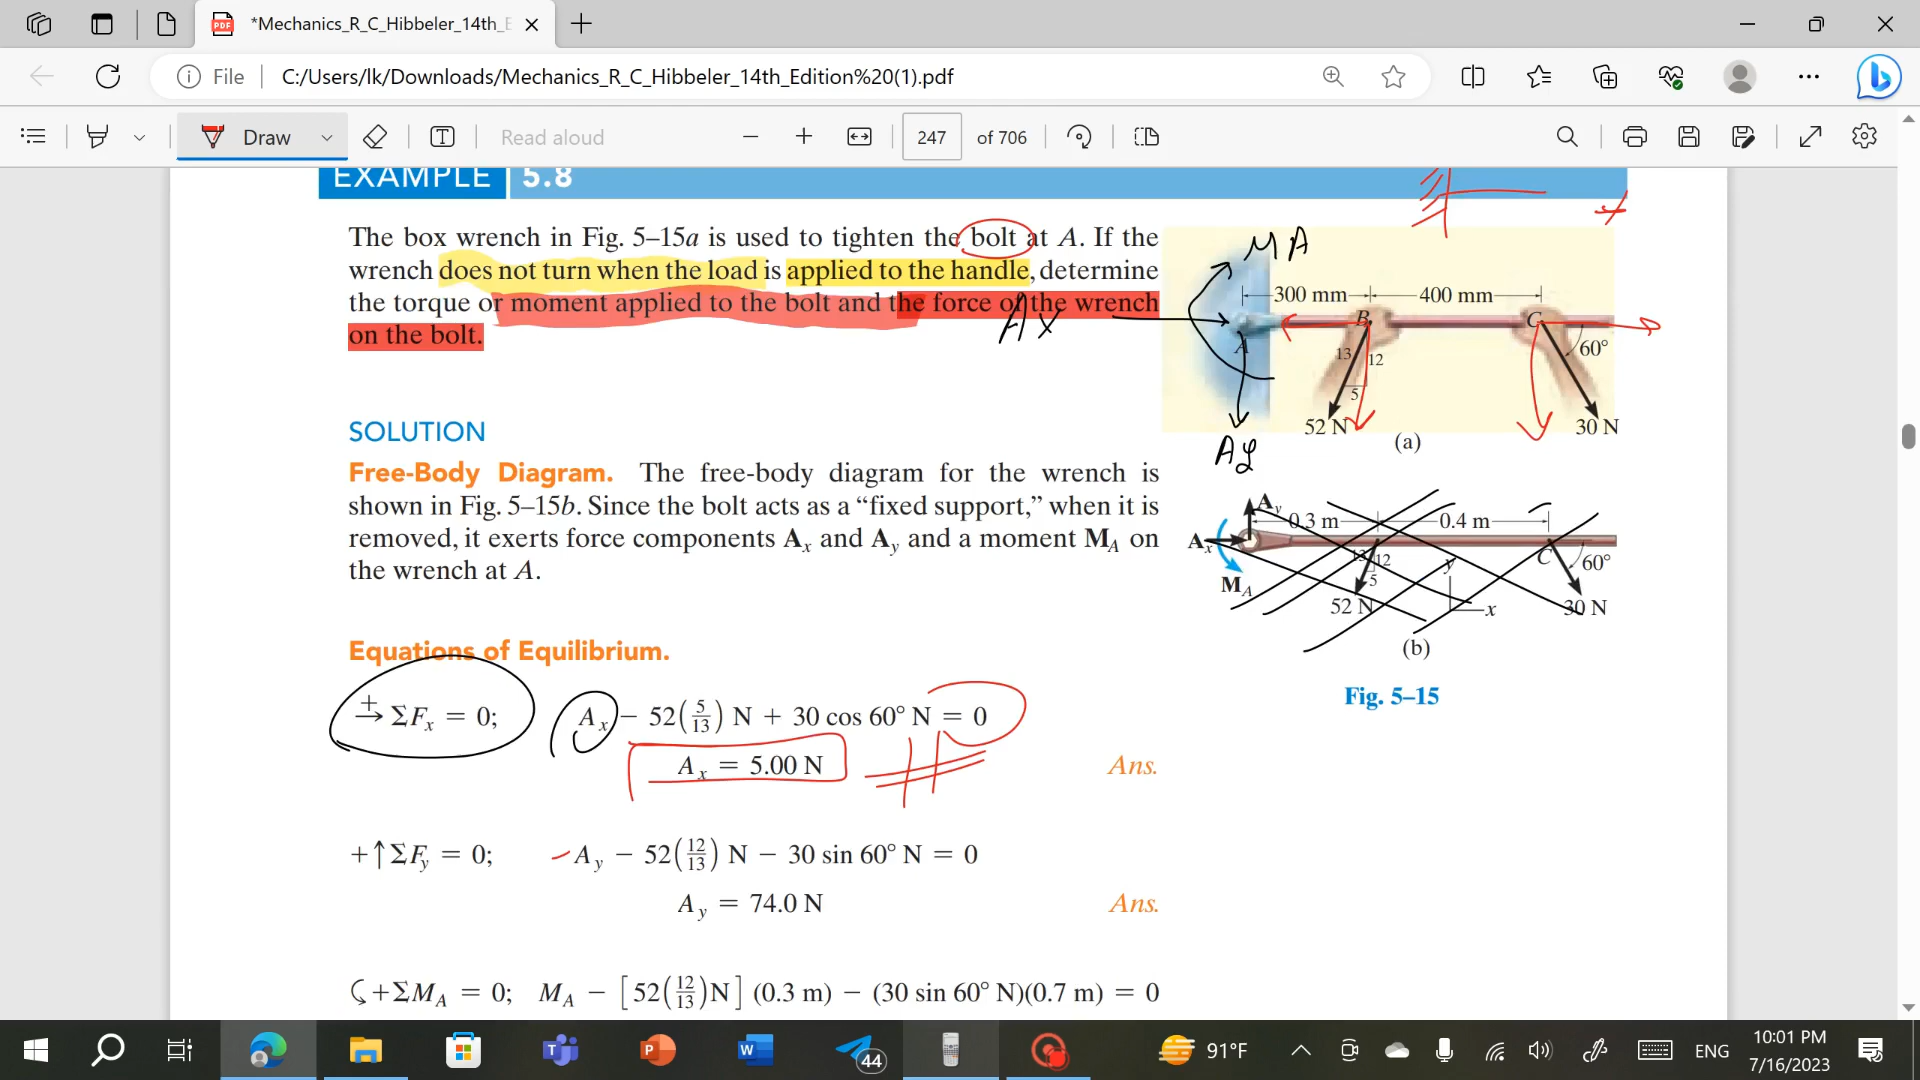 *Mechanics_R_C_Hibbeler_14th_E
File C:/Users/lk/Downloads/Mechanics_R_C_Hibbeler_14th_Edition%20(1).pdf
Draw Read aloud 247 of 706
EXAMPLE 5.8
The box wrench in Fig. 5–15a is used to tighten the bolt at A. If the
wrench does not turn when the load is applied to the handle, determine
the torque or moment applied to the bolt and the force of the wrench
on the bolt.
MA
Ax
300 mm 400 mm
A B C
13 12 5
60°
52 N 30 N
Ay
(a)
SOLUTION
Free-Body Diagram. The free-body diagram for the wrench is
shown in Fig. 5–15b. Since the bolt acts as a “fixed support,” when it is
removed, it exerts force components Ax and Ay and a moment MA on
the wrench at A.
Ay
0.3 m 0.4 m
Ax
MA
13 12 5
C 60°
52 N 30 N
y
x
(b)
Fig. 5–15
Equations of Equilibrium.
→+ ΣFx = 0; Ax − 52(5/13) N + 30 cos 60° N = 0
Ax = 5.00 N Ans.
+↑ΣFy = 0; − Ay − 52(12/13) N − 30 sin 60° N = 0
Ay = 74.0 N Ans.
⤹+ΣMA = 0; MA − [52(12/13)N] (0.3 m) − (30 sin 60° N)(0.7 m) = 0
44
91°F
ENG
10:01 PM
7/16/2023